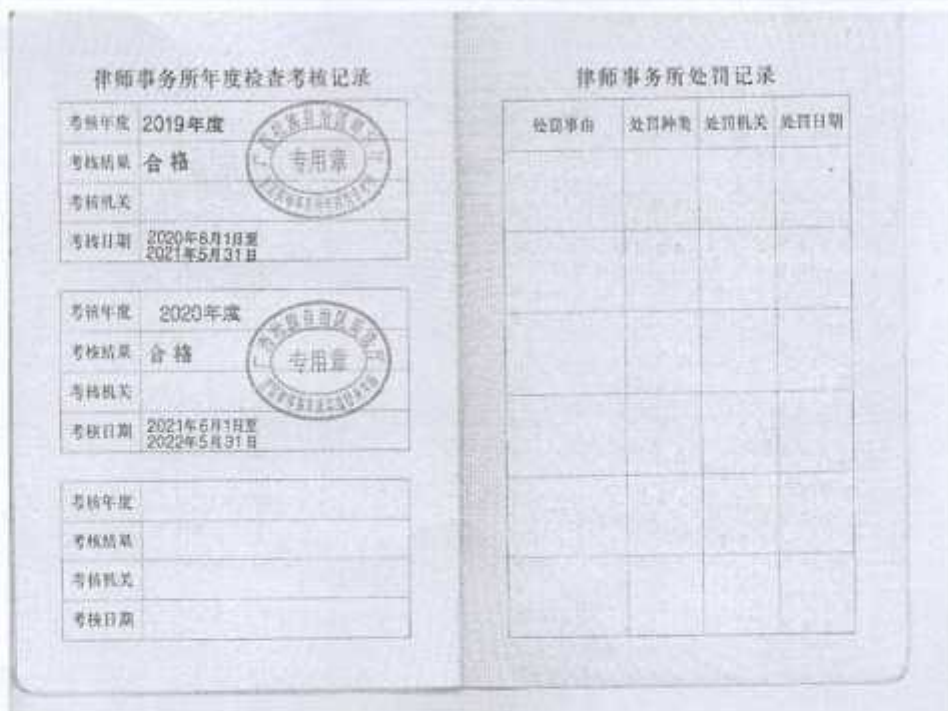 律师事务所年度检查考核记录
考核年度 2019年度
考核结果 合格
专用章
考核机关
考核日期 2020年6月1日至
2021年5月31日
考核年度 2020年度
考核结果 合格
专用章
考核机关
考核日期 2021年6月1日至
2022年5月31日
考核年度
考核结果
考核机关
考核日期
律师事务所处罚记录
处罚事由 处罚种类 处罚机关 处罚日期